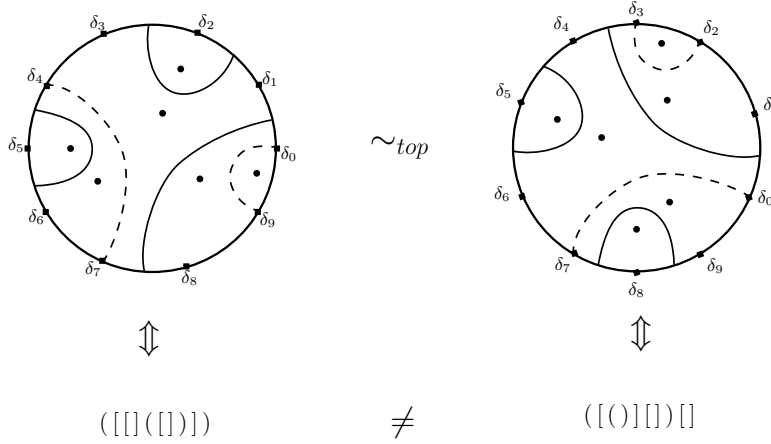 δ₃
δ₂
δ₄
δ₁
δ₅
δ₀
δ₆
δ₉
δ₇
δ₈
∼top
δ₃
δ₂
δ₄
δ₅
δ
δ₆
δ₀
δ₇
δ₉
δ₈
⇕
⇕
([[]([])])
≠
([()][])[]